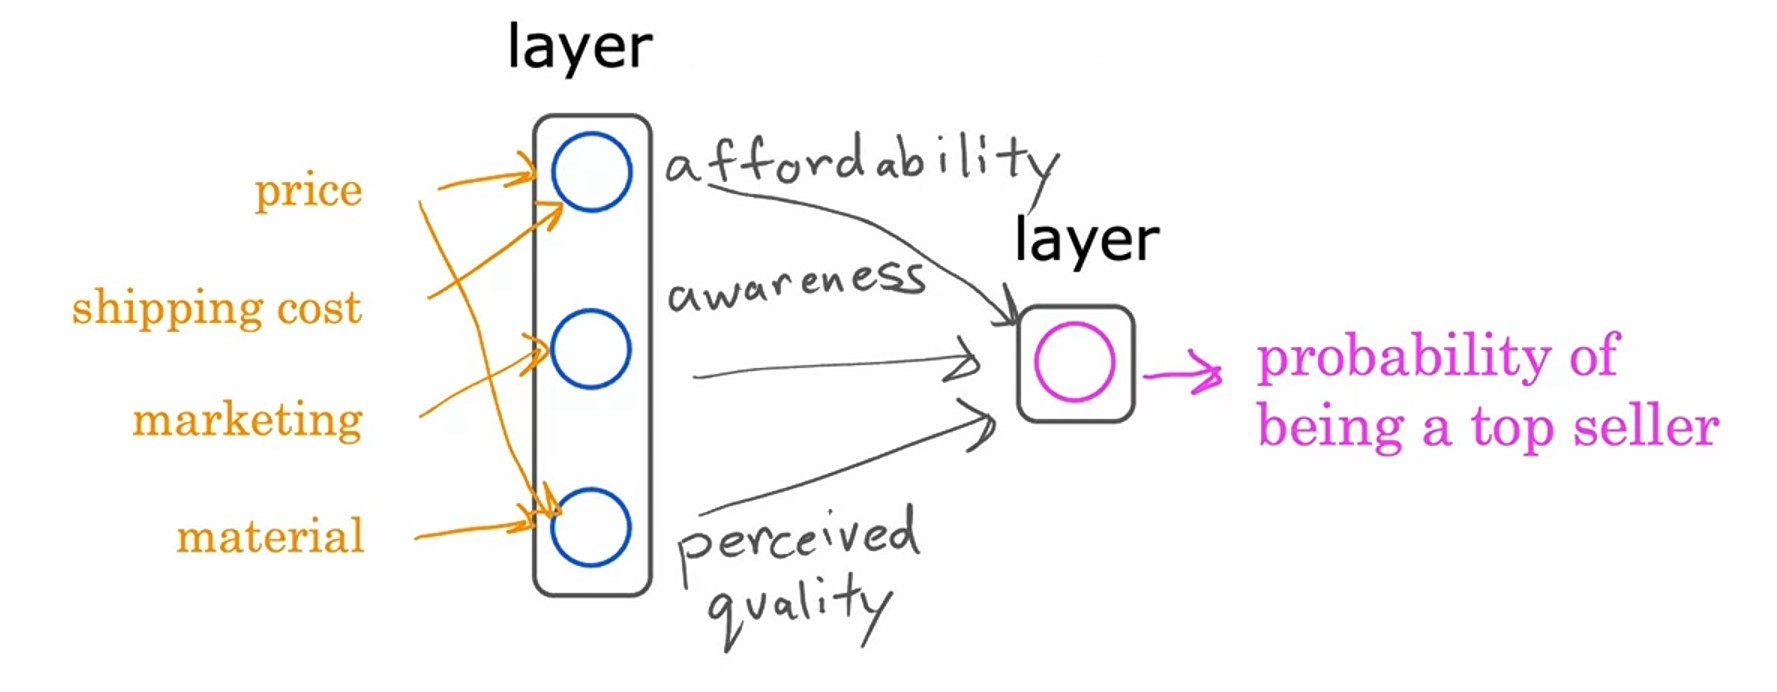 layer
price
shipping cost
marketing
material
affordability
awareness
perceived
quality
layer
probability of
being a top seller